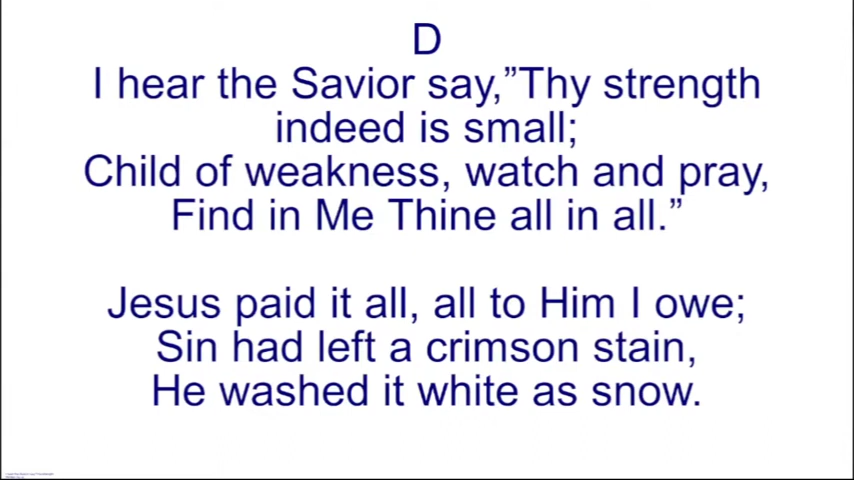 D
I hear the Savior say,”Thy strength
indeed is small;
Child of weakness, watch and pray,
Find in Me Thine all in all.”
Jesus paid it all, all to Him I owe;
Sin had left a crimson stain,
He washed it white as snow.